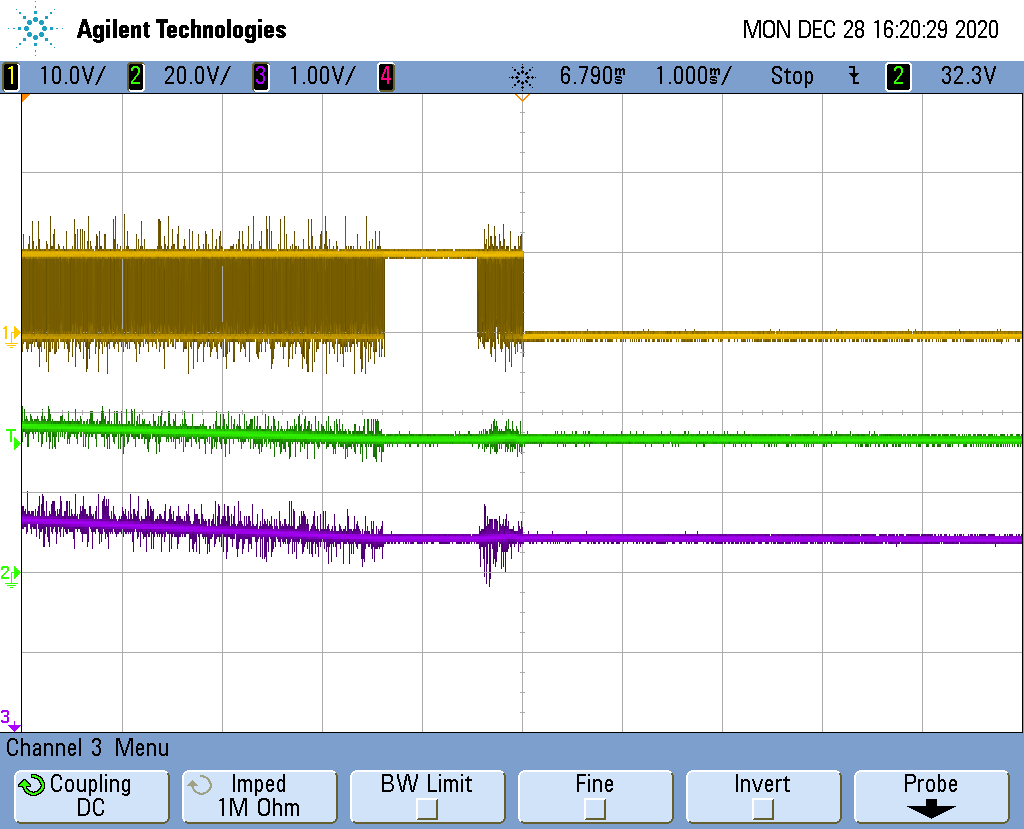 Agilent Technologies MON DEC 28 16:20:29 2020
1 10.0V/ 2 20.0V/ 3 1.00V/ 4 6.790ms 1.000ms/ Stop 2 32.3V
1
T
2
3
Channel 3 Menu
Coupling Imped BW Limit Fine Invert Probe
DC 1M Ohm